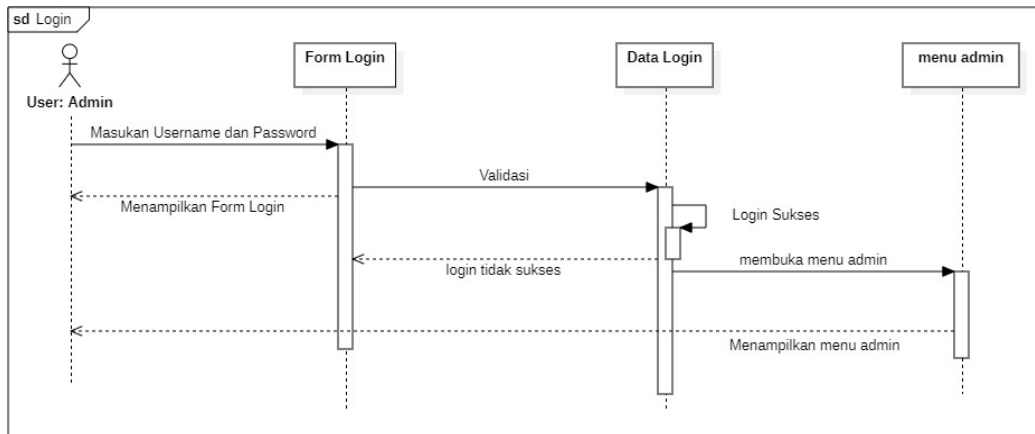 sd Login
Form Login
Data Login
menu admin
User: Admin
Masukan Username dan Password
Validasi
Menampilkan Form Login
Login Sukses
login tidak sukses
membuka menu admin
Menampilkan menu admin